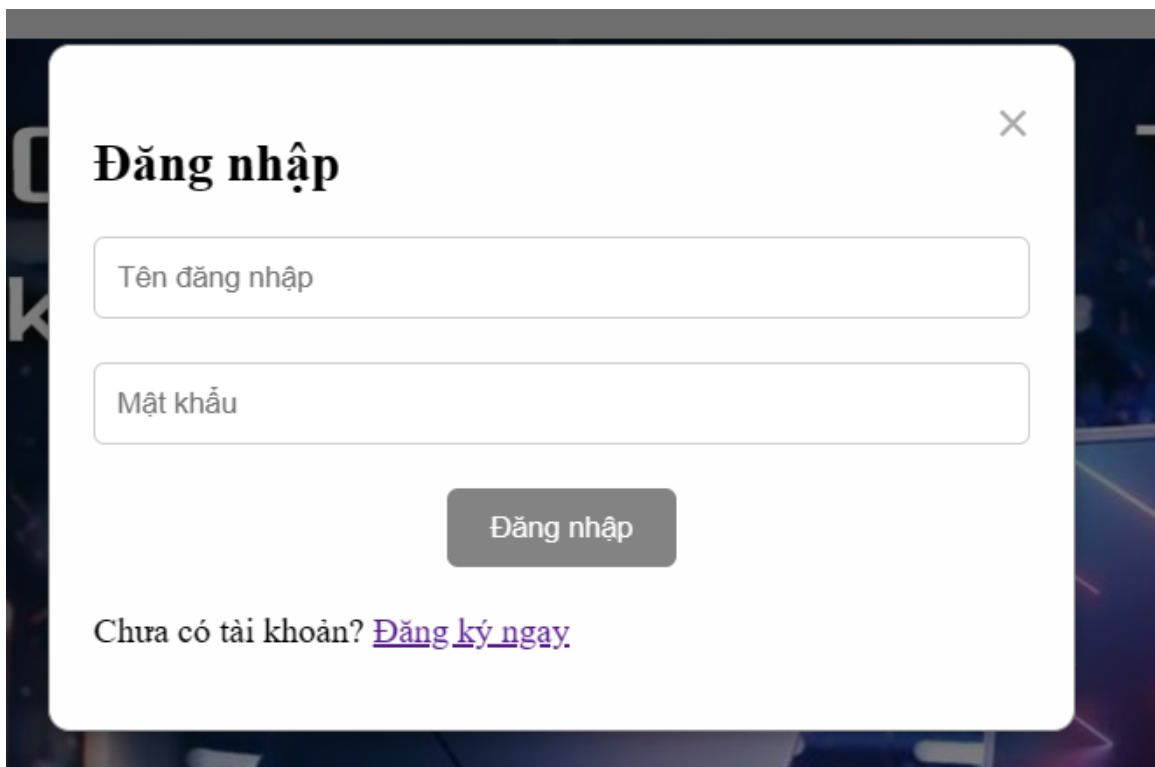 ×
Đăng nhập
Tên đăng nhập
Mật khẩu
Đăng nhập
Chưa có tài khoản? Đăng ký ngay